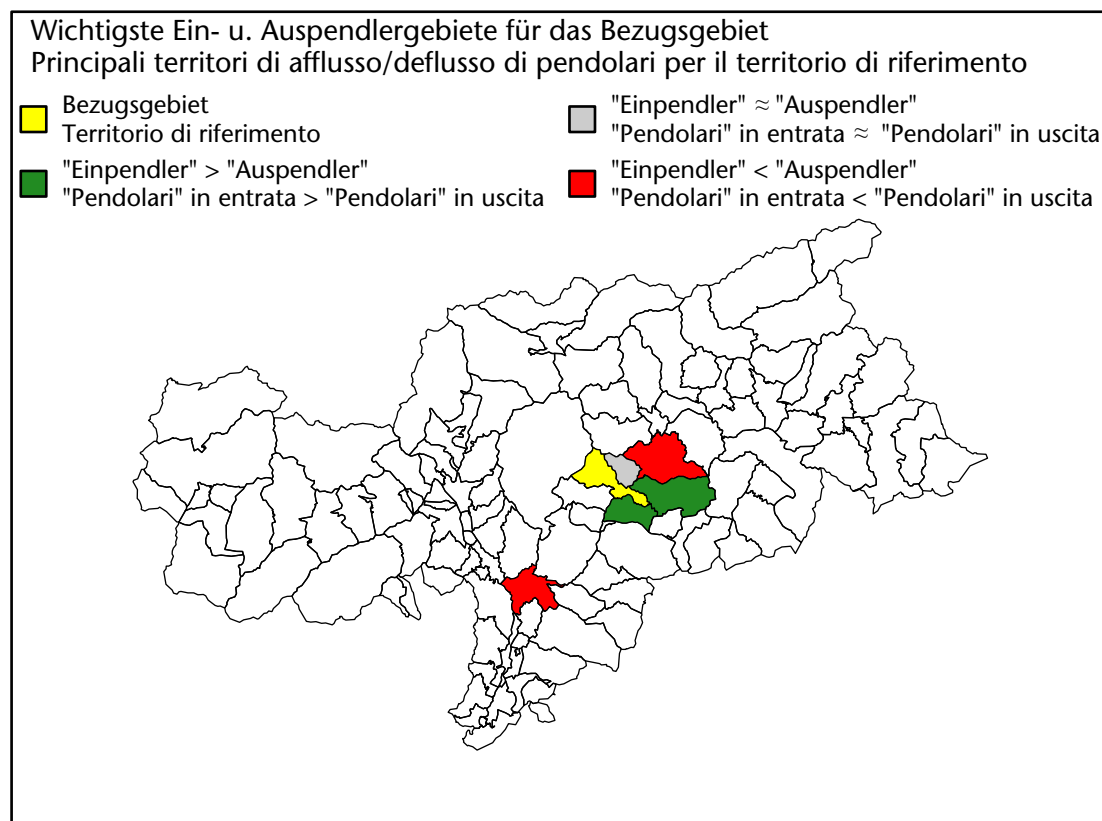 Wichtigste Ein- u. Auspendlergebiete für das Bezugsgebiet
Principali territori di afflusso/deflusso di pendolari per il territorio di riferimento
Bezugsgebiet
Territorio di riferimento
"Einpendler" > "Auspendler"
"Pendolari" in entrata > "Pendolari" in uscita
"Einpendler" ≈ "Auspendler"
"Pendolari" in entrata ≈ "Pendolari" in uscita
"Einpendler" < "Auspendler"
"Pendolari" in entrata < "Pendolari" in uscita